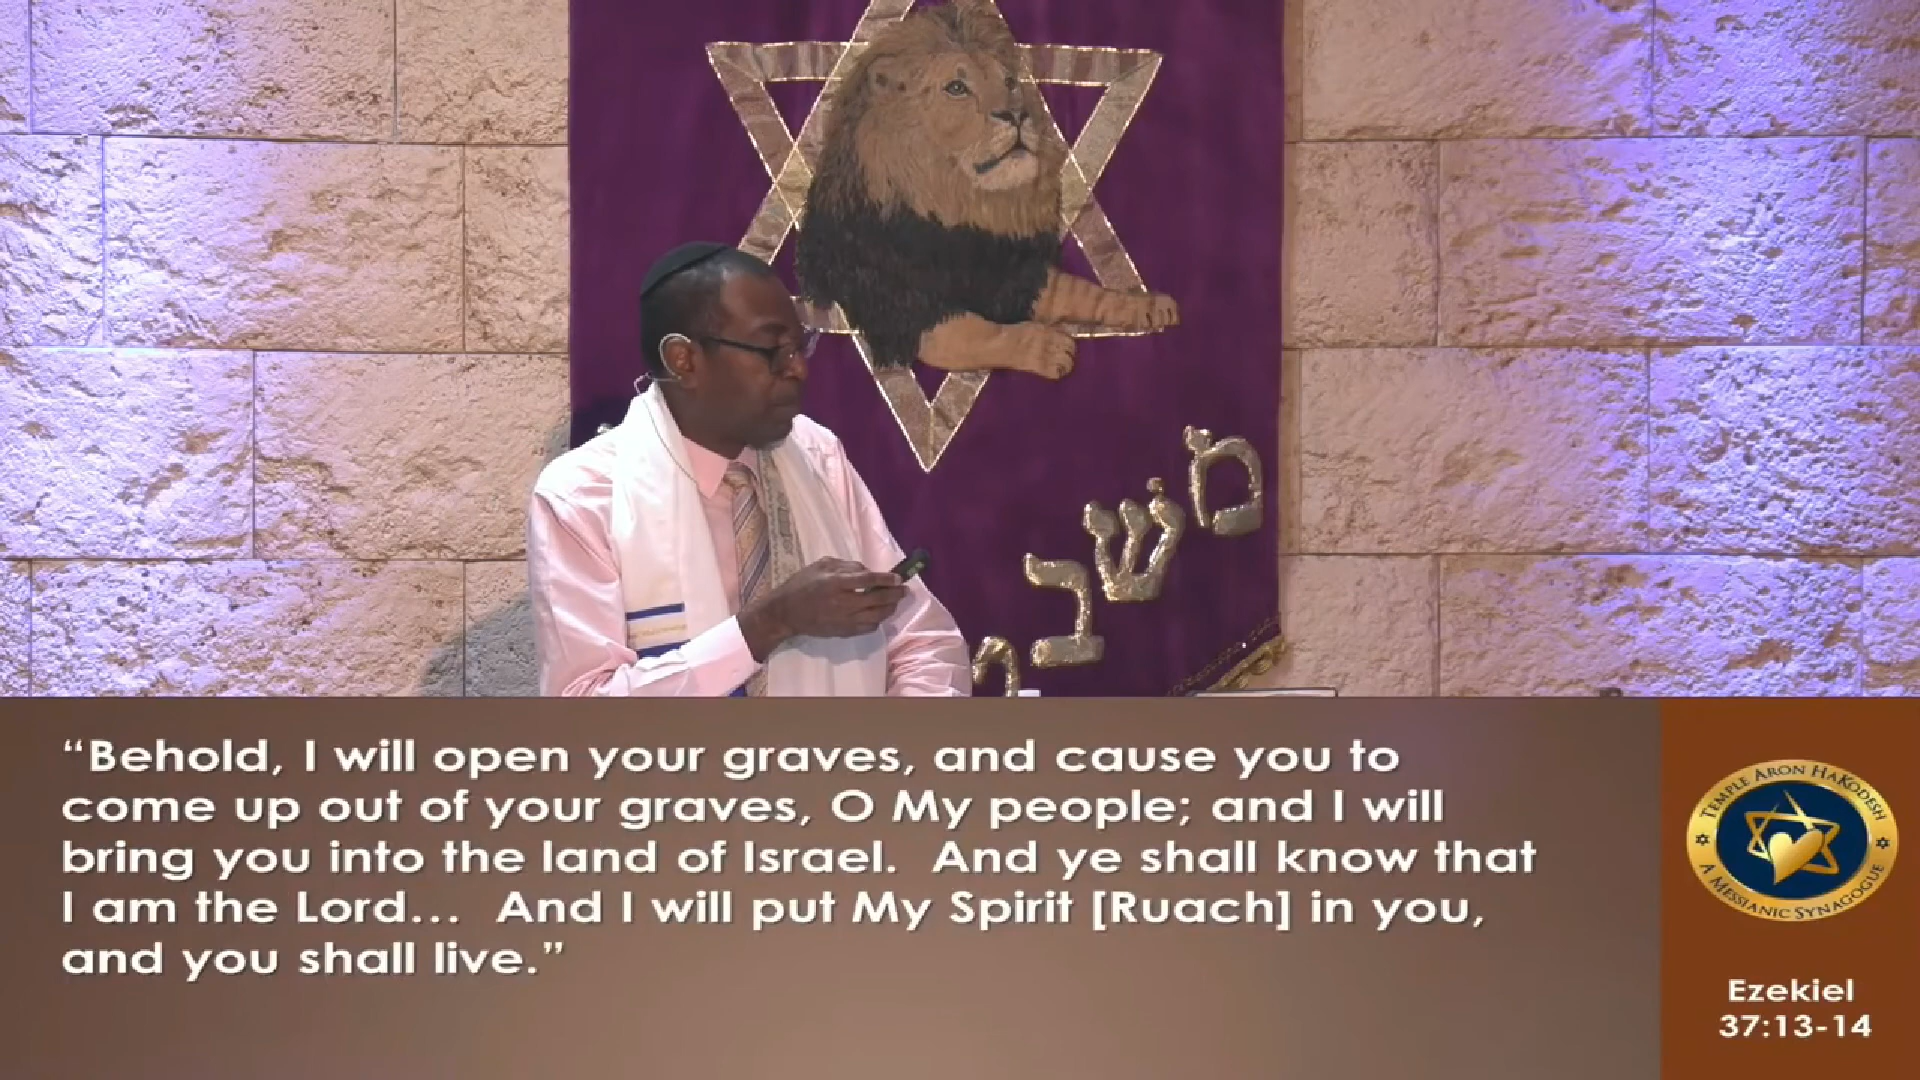 מ
ש
ב
“Behold, I will open your graves, and cause you to
come up out of your graves, O My people; and I will
bring you into the land of Israel.  And ye shall know that
I am the Lord…  And I will put My Spirit [Ruach] in you,
and you shall live.”
TEMPLE ARON HAKODESH
A MESSIANIC SYNAGOGUE
Ezekiel
37:13-14